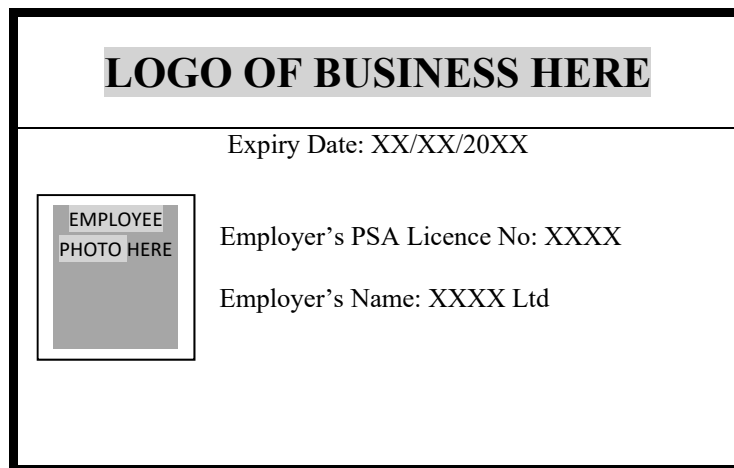 LOGO OF BUSINESS HERE
Expiry Date: XX/XX/20XX
EMPLOYEE
PHOTO HERE
Employer’s PSA Licence No: XXXX
Employer’s Name: XXXX Ltd